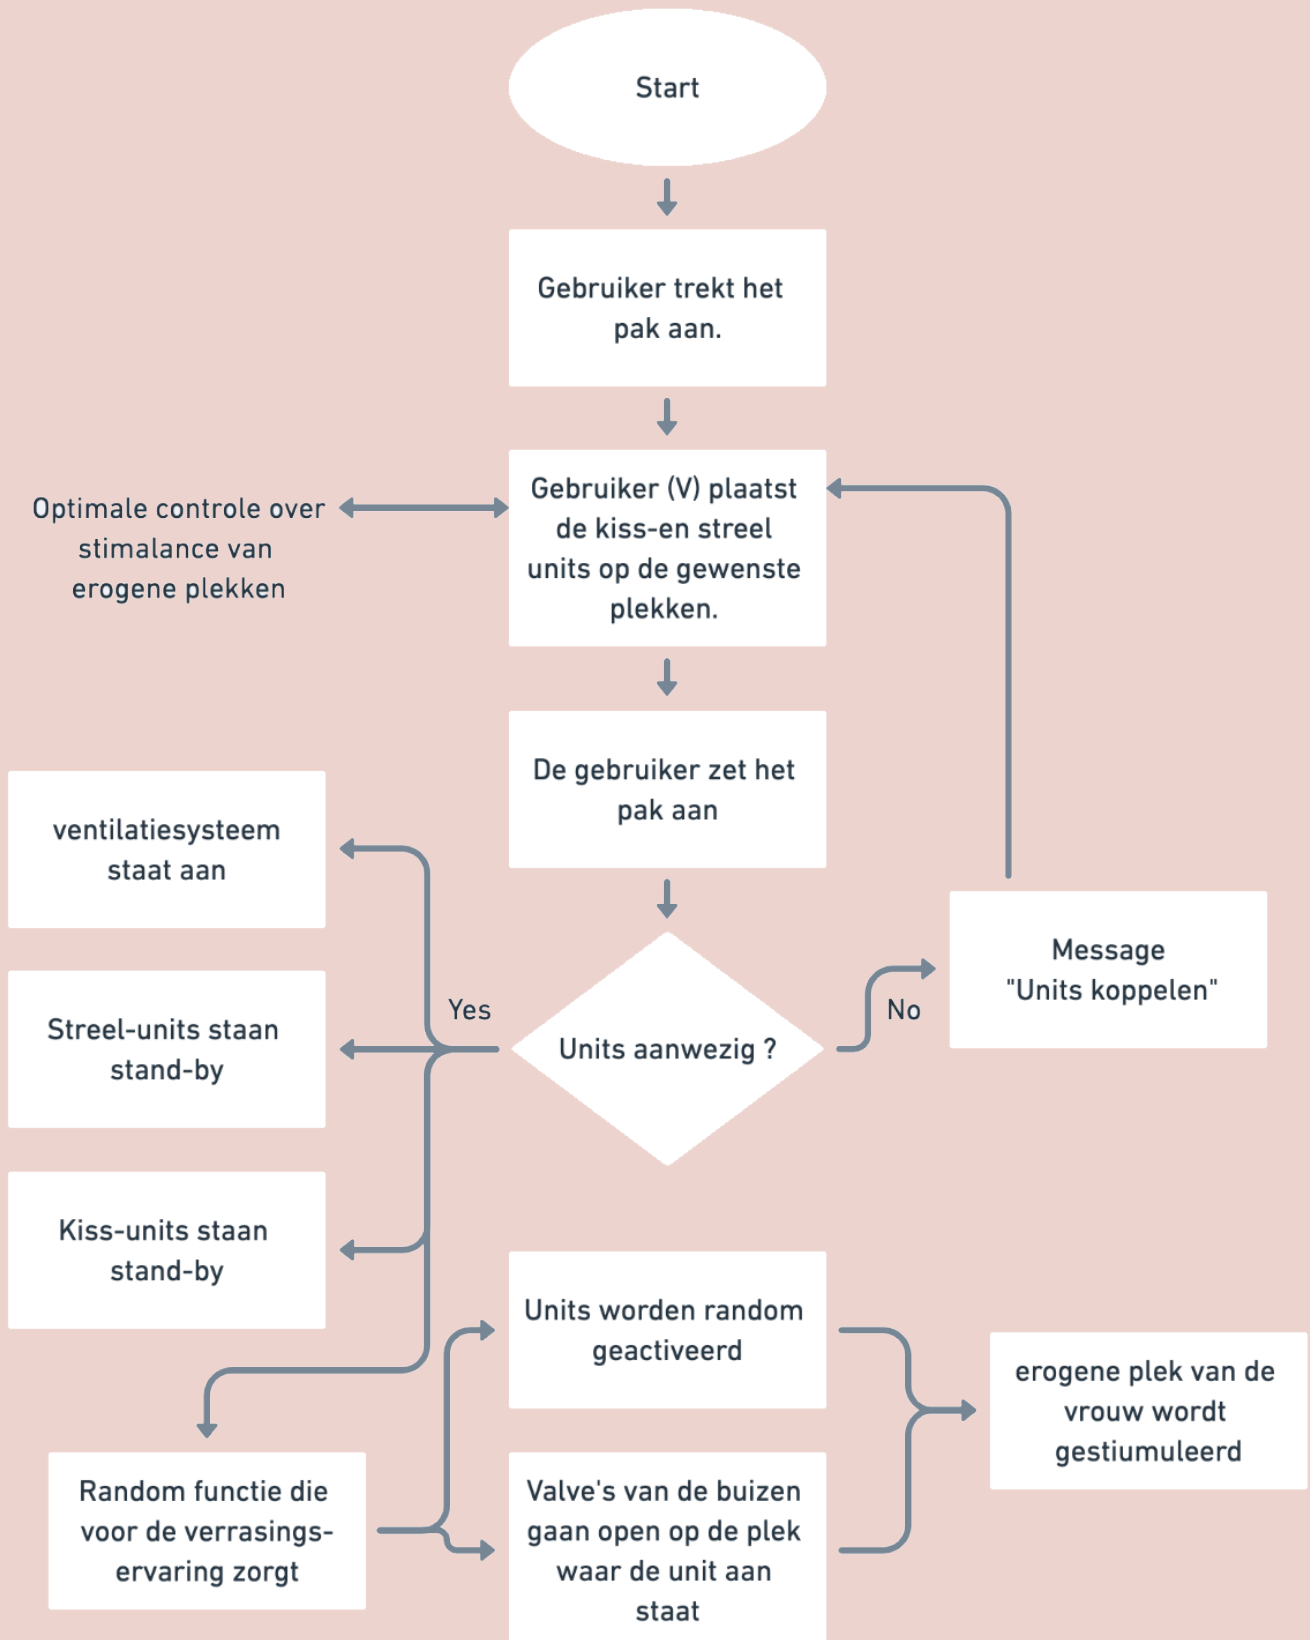 Start
Gebruiker trekt het
pak aan.
Optimale controle over
stimalance van
erogene plekken
Gebruiker (V) plaatst
de kiss-en streel
units op de gewenste
plekken.
De gebruiker zet het
pak aan
ventilatiesysteem
staat aan
Message
"Units koppelen"
Yes
No
Units aanwezig ?
Streel-units staan
stand-by
Kiss-units staan
stand-by
Units worden random
geactiveerd
erogene plek van de
vrouw wordt
gestiumuleerd
Random functie die
voor de verrasings-
ervaring zorgt
Valve's van de buizen
gaan open op de plek
waar de unit aan
staat